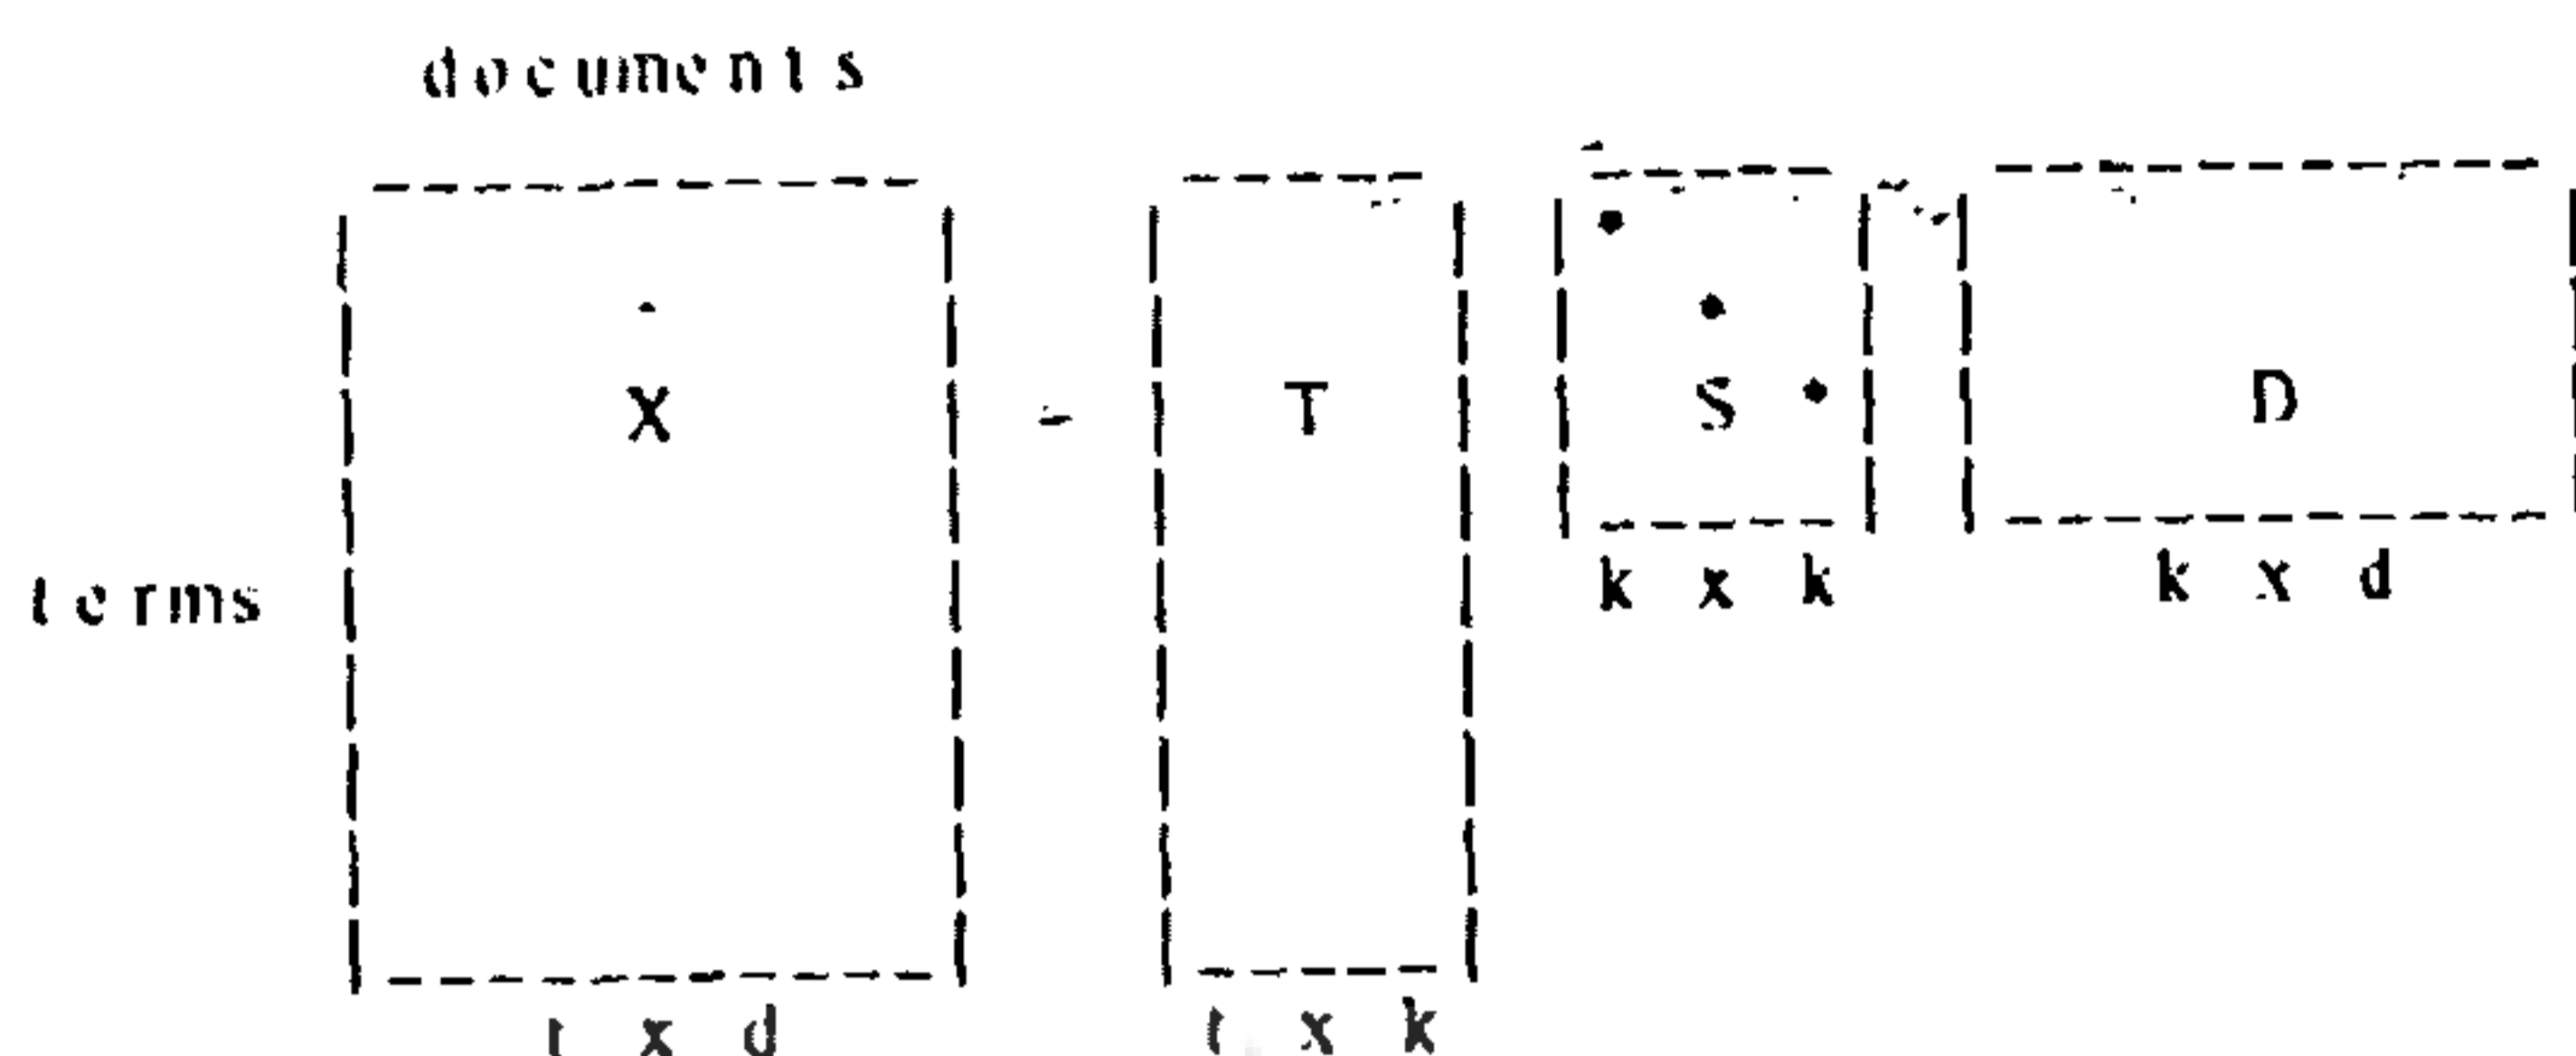 documents
X = T S D
terms
k x k k x d
t x d t x k